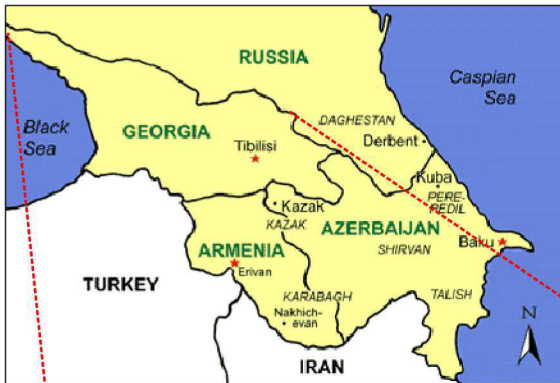 RUSSIA
Caspian
Sea
DAGHESTAN
Black
Sea
GEORGIA
Derbent
Tibilisi
Kuba
PERE-
REDIL
Kazak
KAZAK
AZERBAIJAN
SHIRVAN
Baku
ARMENIA
Erivan
TURKEY
KARABAGH
TALISH
Nakhich-
evan
IRAN
N